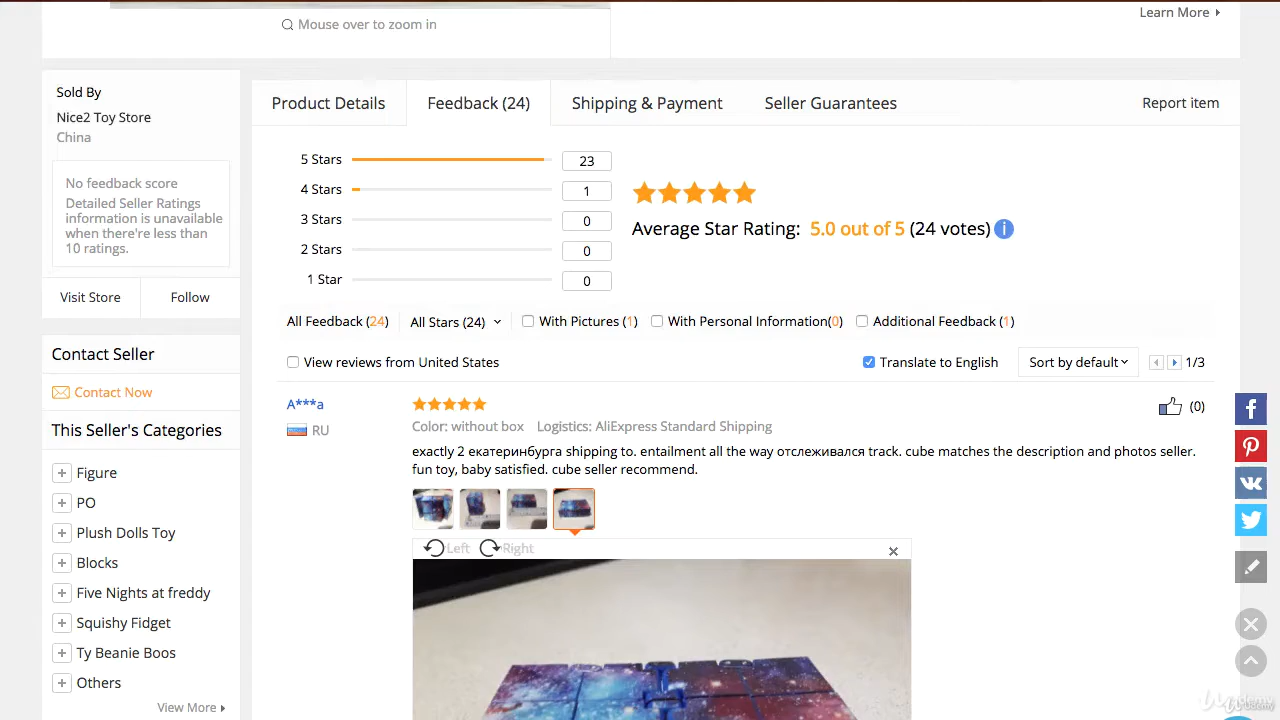 Mouse over to zoom in
Learn More
Sold By
Nice2 Toy Store
China
No feedback score
Detailed Seller Ratings
information is unavailable
when there're less than
10 ratings.
Visit Store
Follow
Contact Seller
Contact Now
This Seller's Categories
Figure
PO
Plush Dolls Toy
Blocks
Five Nights at freddy
Squishy Fidget
Ty Beanie Boos
Others
View More
Product Details
Feedback (24)
Shipping & Payment
Seller Guarantees
Report item
5 Stars 23
4 Stars 1
3 Stars 0
2 Stars 0
1 Star 0
Average Star Rating: 5.0 out of 5 (24 votes) i
All Feedback (24) All Stars (24) With Pictures (1) With Personal Information(0) Additional Feedback (1)
View reviews from United States
Translate to English Sort by default 1/3
A***a
RU
(0)
Color: without box Logistics: AliExpress Standard Shipping
exactly 2 екатеринбурга shipping to. entailment all the way отслеживался track. cube matches the description and photos seller.
fun toy, baby satisfied. cube seller recommend.
Left Right
Udemy